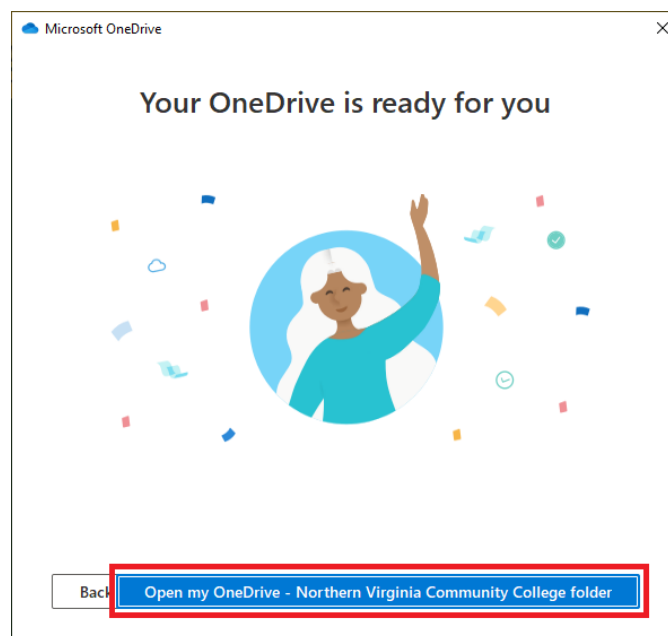 Microsoft OneDrive
Your OneDrive is ready for you
Back
Open my OneDrive - Northern Virginia Community College folder